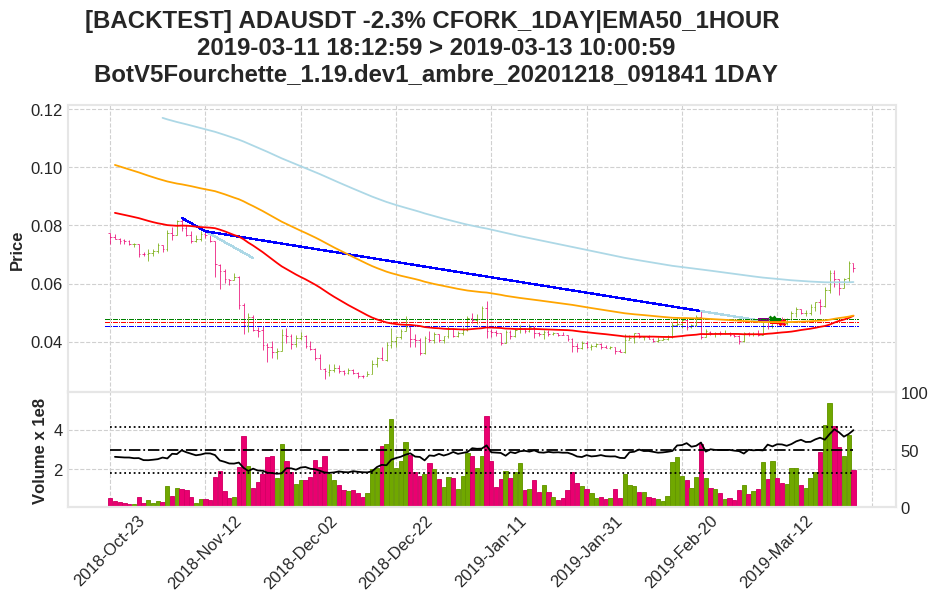 [BACKTEST] ADAUSDT -2.3% CFORK_1DAY|EMA50_1HOUR
2019-03-11 18:12:59 > 2019-03-13 10:00:59
BotV5Fourchette_1.19.dev1_ambre_20201218_091841 1DAY
0.12
0.10
0.08
0.06
0.04
Price
100
50
0
4
2
Volume x 1e8
2018-Oct-23
2018-Nov-12
2018-Dec-02
2018-Dec-22
2019-Jan-11
2019-Jan-31
2019-Feb-20
2019-Mar-12